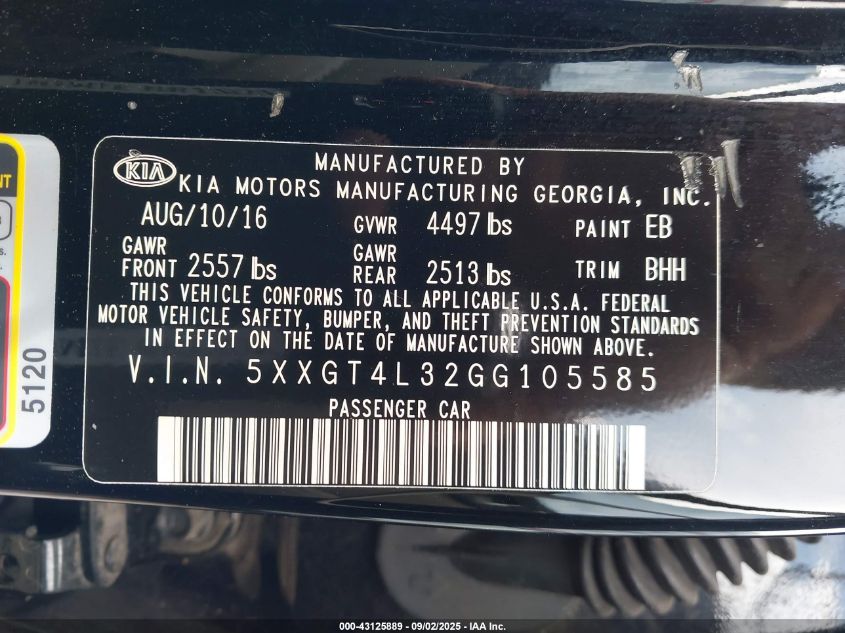 KIA
MANUFACTURED BY
KIA MOTORS MANUFACTURING GEORGIA, INC.
AUG/10/16 GVWR 4497 lbs PAINT EB
GAWR FRONT 2557 lbs GAWR REAR 2513 lbs TRIM BHH
THIS VEHICLE CONFORMS TO ALL APPLICABLE U.S.A. FEDERAL
MOTOR VEHICLE SAFETY, BUMPER, AND THEFT PREVENTION STANDARDS
IN EFFECT ON THE DATE OF MANUFACTURE SHOWN ABOVE.
V.I.N. 5XXGT4L32GG105585
PASSENGER CAR
5120
000-43125889 - 09/02/2025 - IAA Inc.